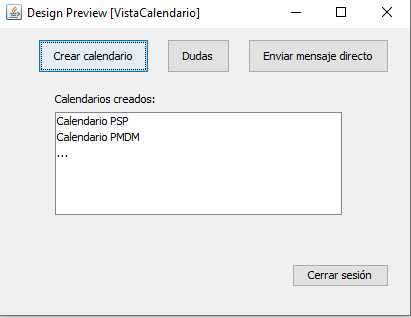 Design Preview [VistaCalendario]
Crear calendario
Dudas
Enviar mensaje directo
Calendarios creados:
Calendario PSP
Calendario PMDM
...
Cerrar sesión